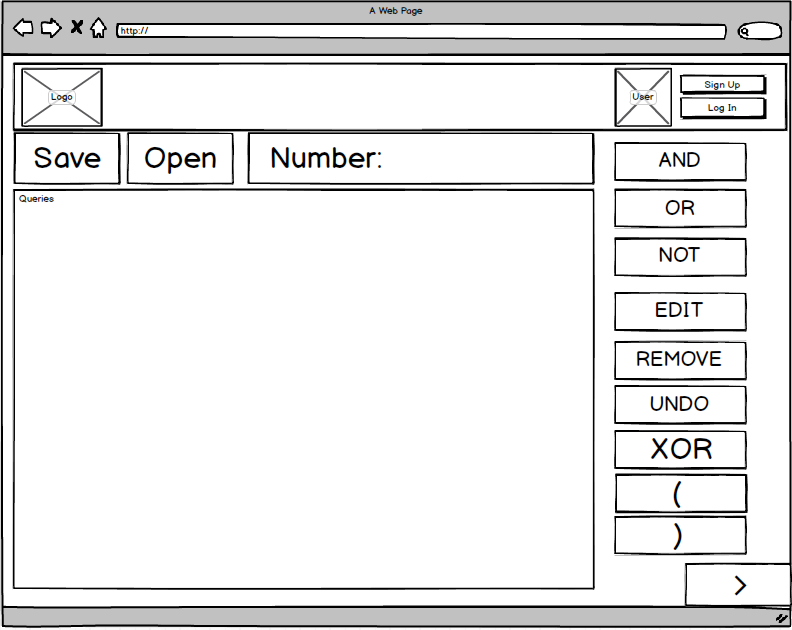 A Web Page
http://
Logo
User
Sign Up
Log In
Save
Open
Number:
Queries
AND
OR
NOT
EDIT
REMOVE
UNDO
XOR
(
)
>